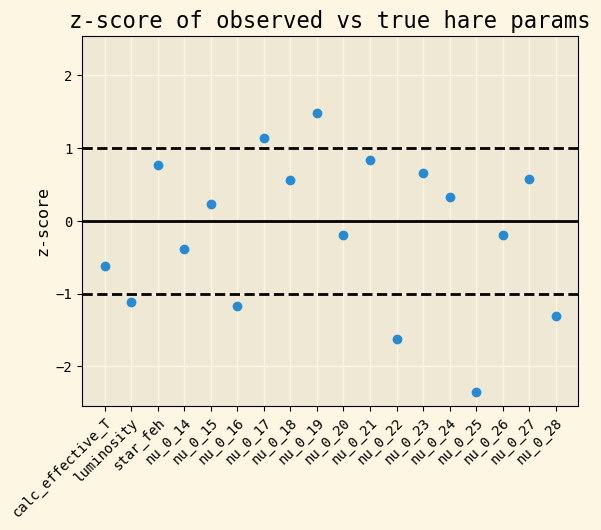 z-score of observed vs true hare params
z-score
2
1
0
−1
−2
calc_effective_T
luminosity
star_feh
nu_0_14
nu_0_15
nu_0_16
nu_0_17
nu_0_18
nu_0_19
nu_0_20
nu_0_21
nu_0_22
nu_0_23
nu_0_24
nu_0_25
nu_0_26
nu_0_27
nu_0_28